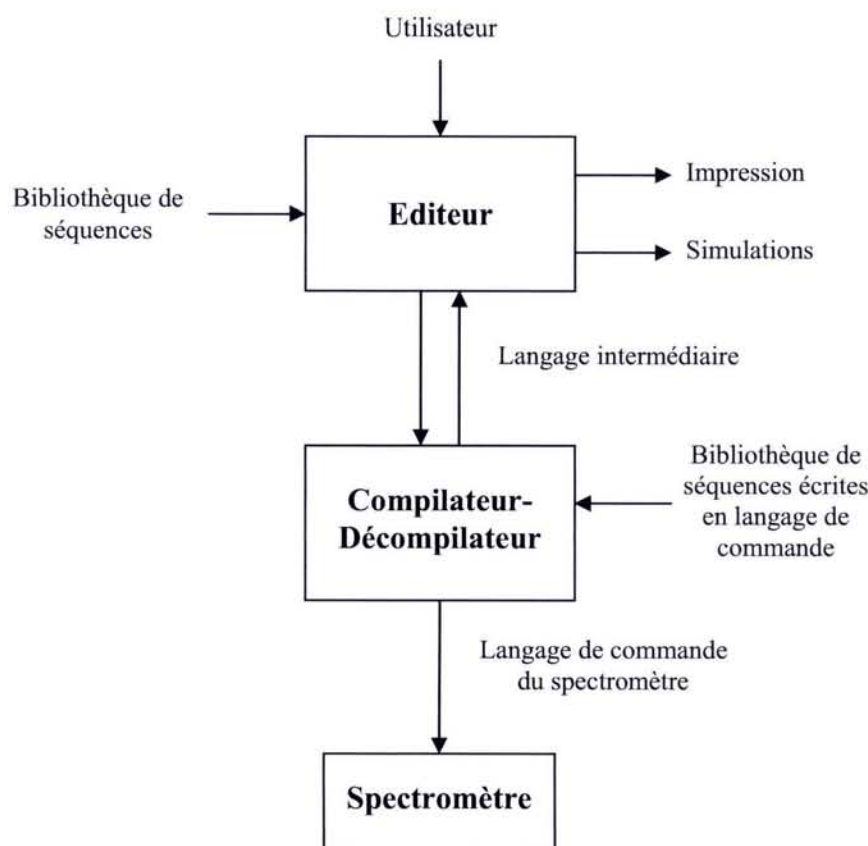 Utilisateur
Bibliothèque de
séquences
Editeur
Impression
Simulations
Langage intermédiaire
Compilateur-
Décompilateur
Bibliothèque de
séquences écrites
en langage de
commande
Langage de commande
du spectromètre
Spectromètre